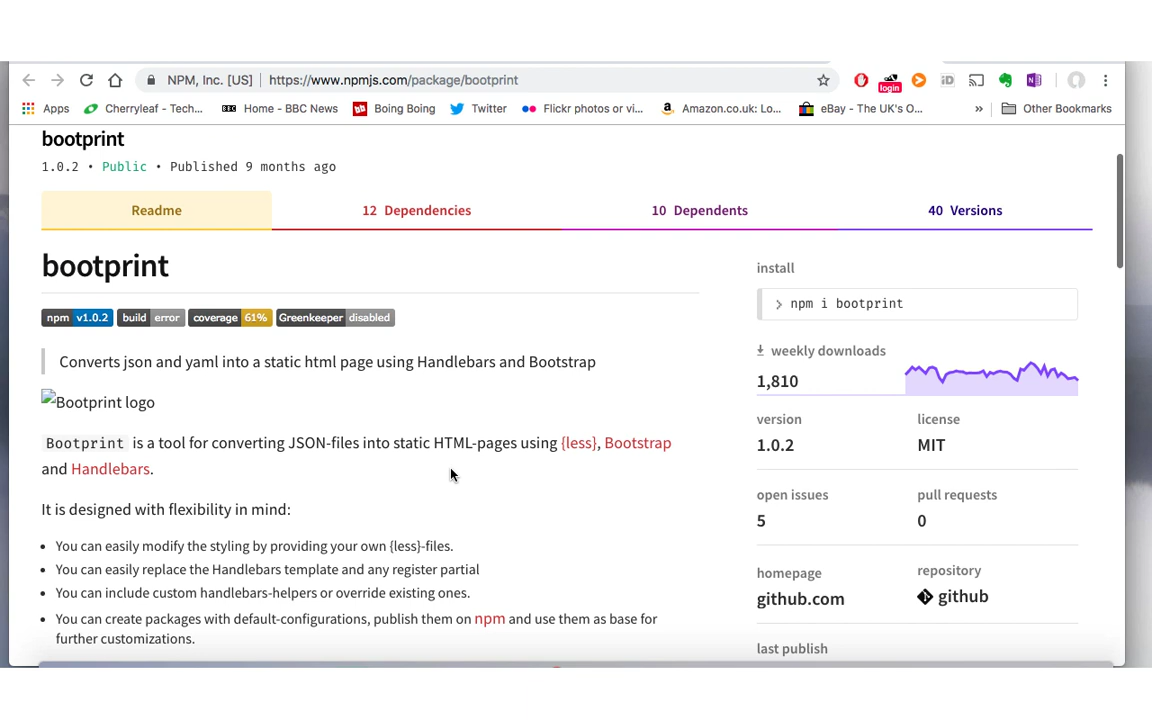 NPM, Inc. [US] | https://www.npmjs.com/package/bootprint
login
iD
N
Apps Cherryleaf - Tech... BBC Home - BBC News bb Boing Boing Twitter Flickr photos or vi... a Amazon.co.uk: Lo... eBay - The UK's O... » Other Bookmarks
bootprint
1.0.2 • Public • Published 9 months ago
Readme 12 Dependencies 10 Dependents 40 Versions
bootprint
npm v1.0.2 build error coverage 61% Greenkeeper disabled
Converts json and yaml into a static html page using Handlebars and Bootstrap
Bootprint logo
Bootprint is a tool for converting JSON-files into static HTML-pages using {less}, Bootstrap
and Handlebars.
It is designed with flexibility in mind:
• You can easily modify the styling by providing your own {less}-files.
• You can easily replace the Handlebars template and any register partial
• You can include custom handlebars-helpers or override existing ones.
• You can create packages with default-configurations, publish them on npm and use them as base for
further customizations.
install
> npm i bootprint
weekly downloads
1,810
version license
1.0.2 MIT
open issues pull requests
5 0
homepage repository
github.com github
last publish